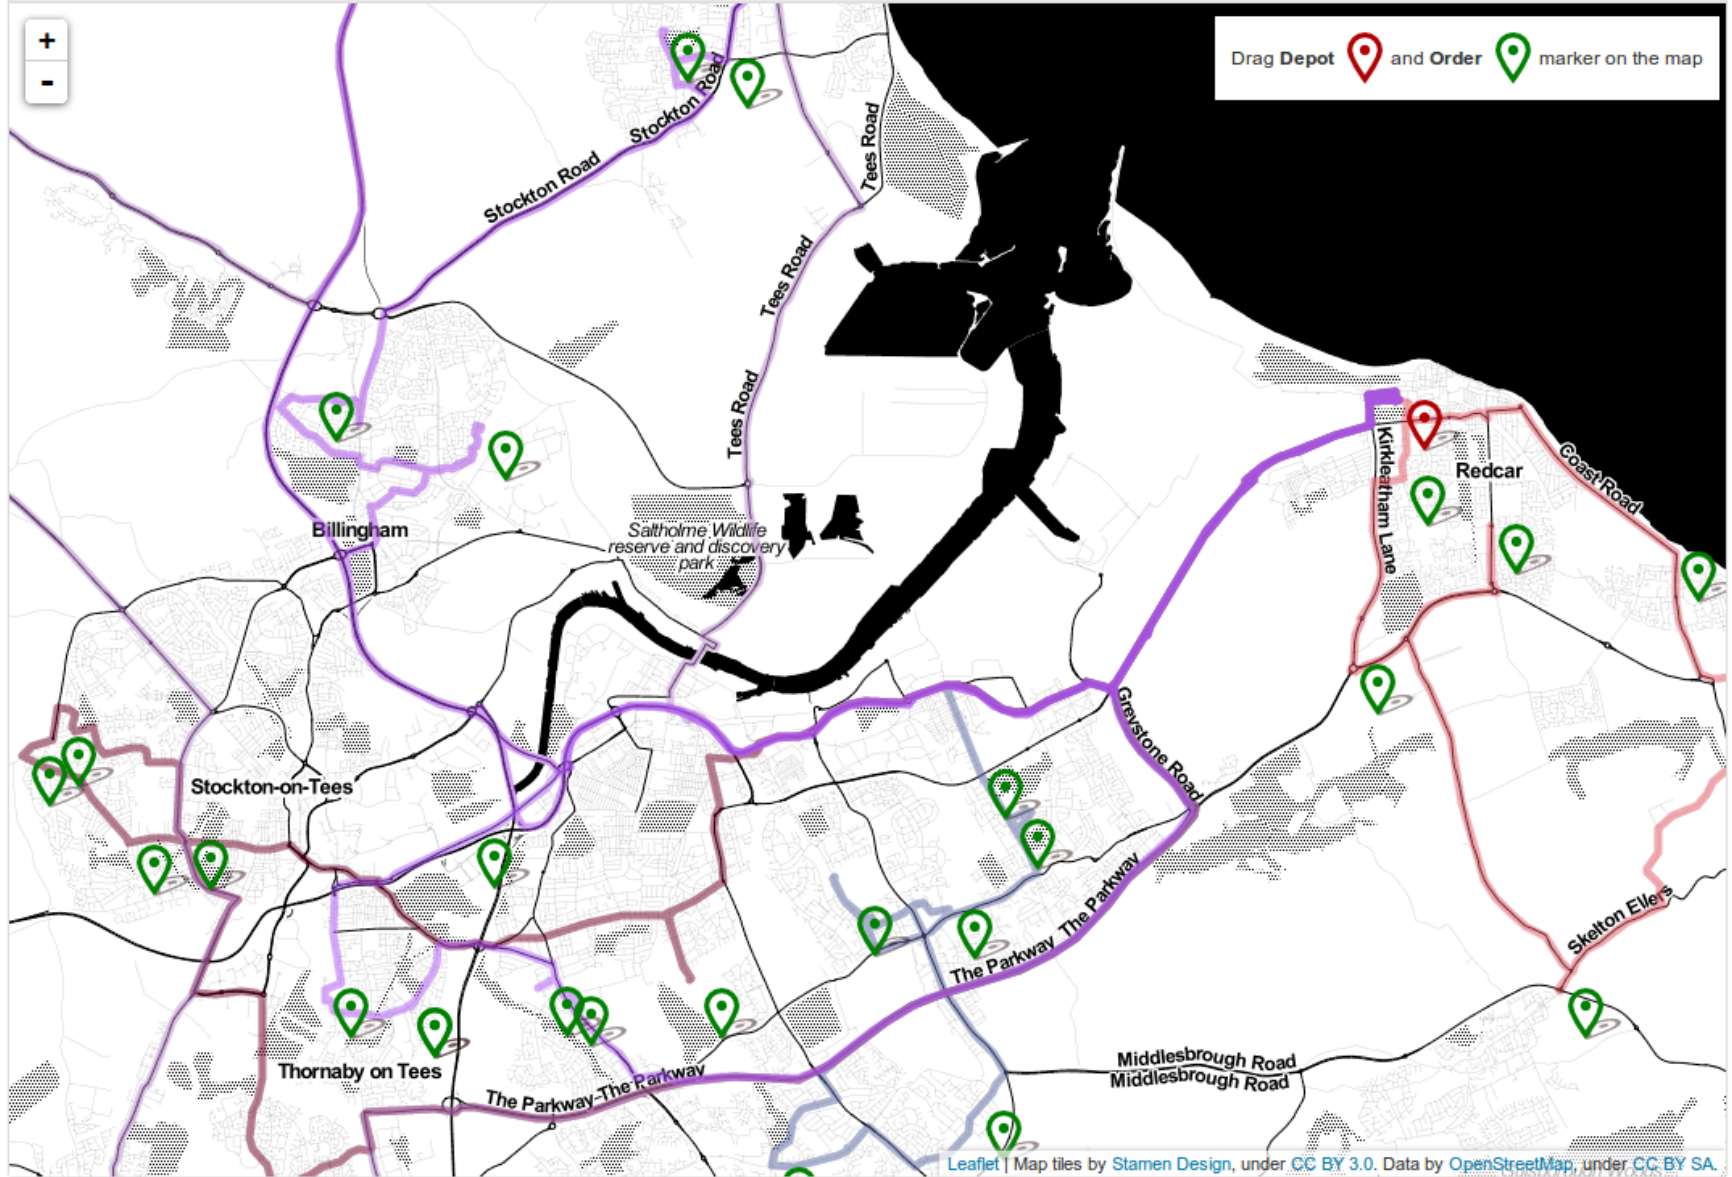 +
-
Drag Depot and Order marker on the map
Stockton Road
Stockton Road
Tees Road
Tees Road
Tees Road
Billingham
Saltholme Wildlife
reserve and discovery
park
Kirkleatham Lane
Redcar
Coast Road
Greystone Road
Stockton-on-Tees
The Parkway
The Parkway
Skelton Ellers
Thornaby on Tees
The Parkway
The Parkway
Middlesbrough Road
Middlesbrough Road
Leaflet | Map tiles by Stamen Design, under CC BY 3.0. Data by OpenStreetMap, under CC BY SA.